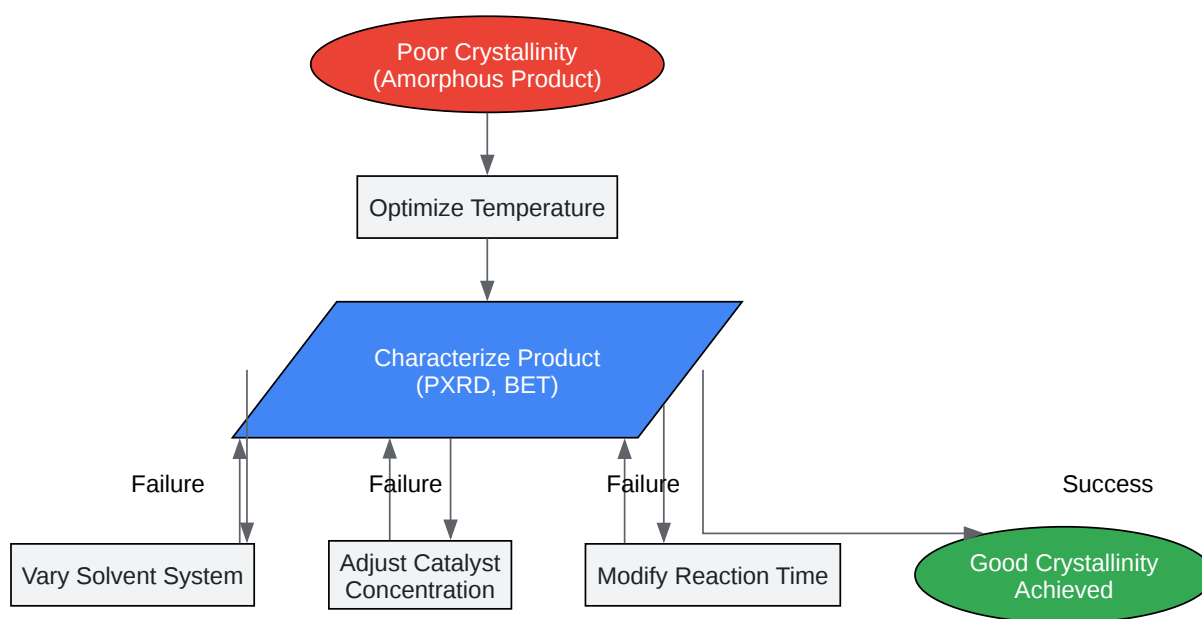 Poor Crystallinity
(Amorphous Product)
Optimize Temperature
Characterize Product
(PXRD, BET)
Failure
Failure
Failure
Success
Vary Solvent System
Adjust Catalyst
Concentration
Modify Reaction Time
Good Crystallinity
Achieved